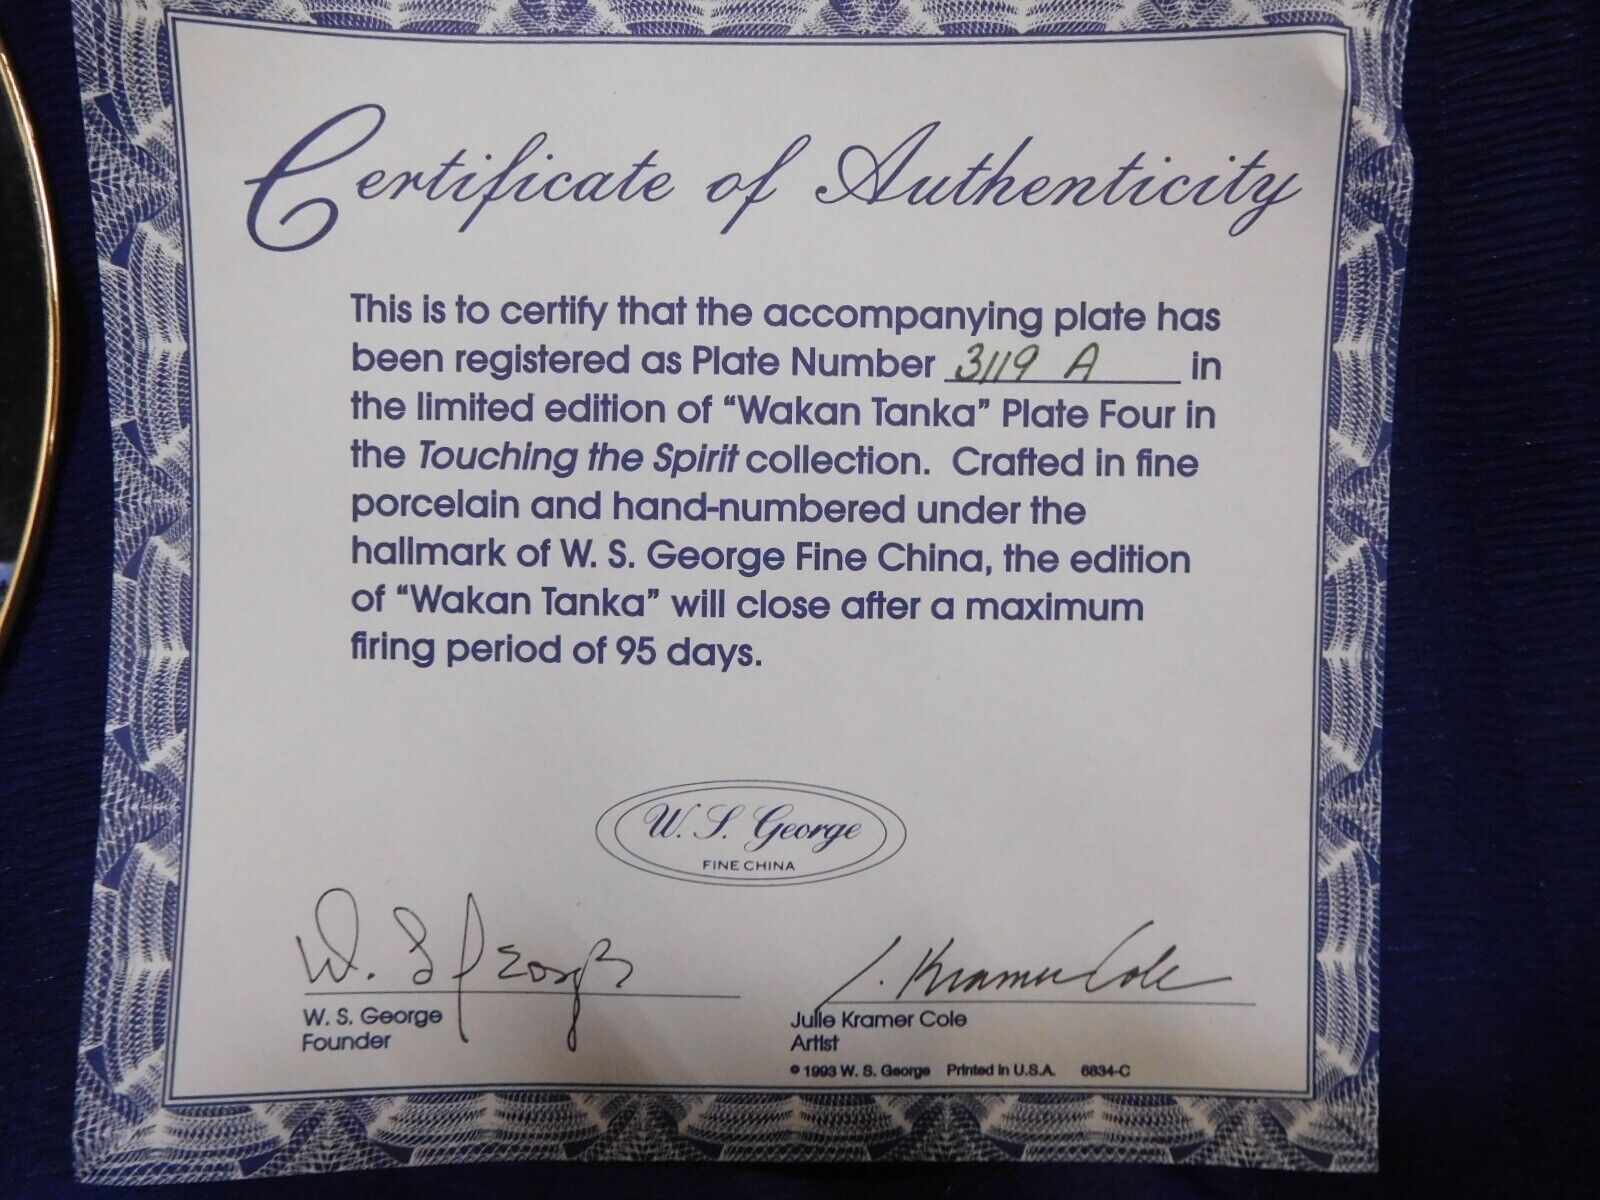 Certificate of Authenticity
This is to certify that the accompanying plate has
been registered as Plate Number 3119 A in
the limited edition of “Wakan Tanka” Plate Four in
the Touching the Spirit collection. Crafted in fine
porcelain and hand-numbered under the
hallmark of W. S. George Fine China, the edition
of “Wakan Tanka” will close after a maximum
firing period of 95 days.
W. S. George
FINE CHINA
W. S. George
J. Kramer Cole
W. S. George
Founder
Julie Kramer Cole
Artist
© 1993 W. S. George Printed in U.S.A. 6834-C